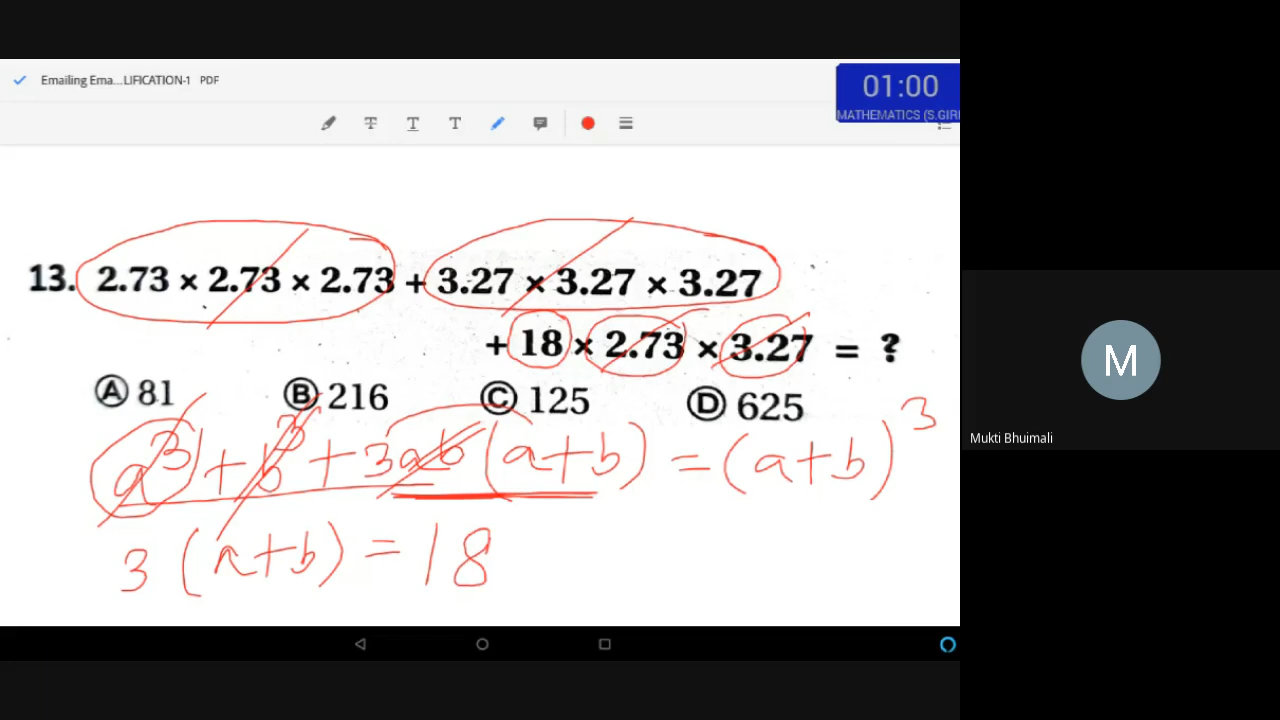 Emailing Ema...LIFICATION-1 PDF
01:00
MATHEMATICS (S.GIRI
T T T
13. 2.73 × 2.73 × 2.73 + 3.27 × 3.27 × 3.27
+ 18 × 2.73 × 3.27 = ?
Ⓐ 81 Ⓑ 216 Ⓒ 125 Ⓓ 625
a³ + b³ + 3ab (a+b) = (a+b)³
3 (a+b) = 18
M
Mukti Bhuimali